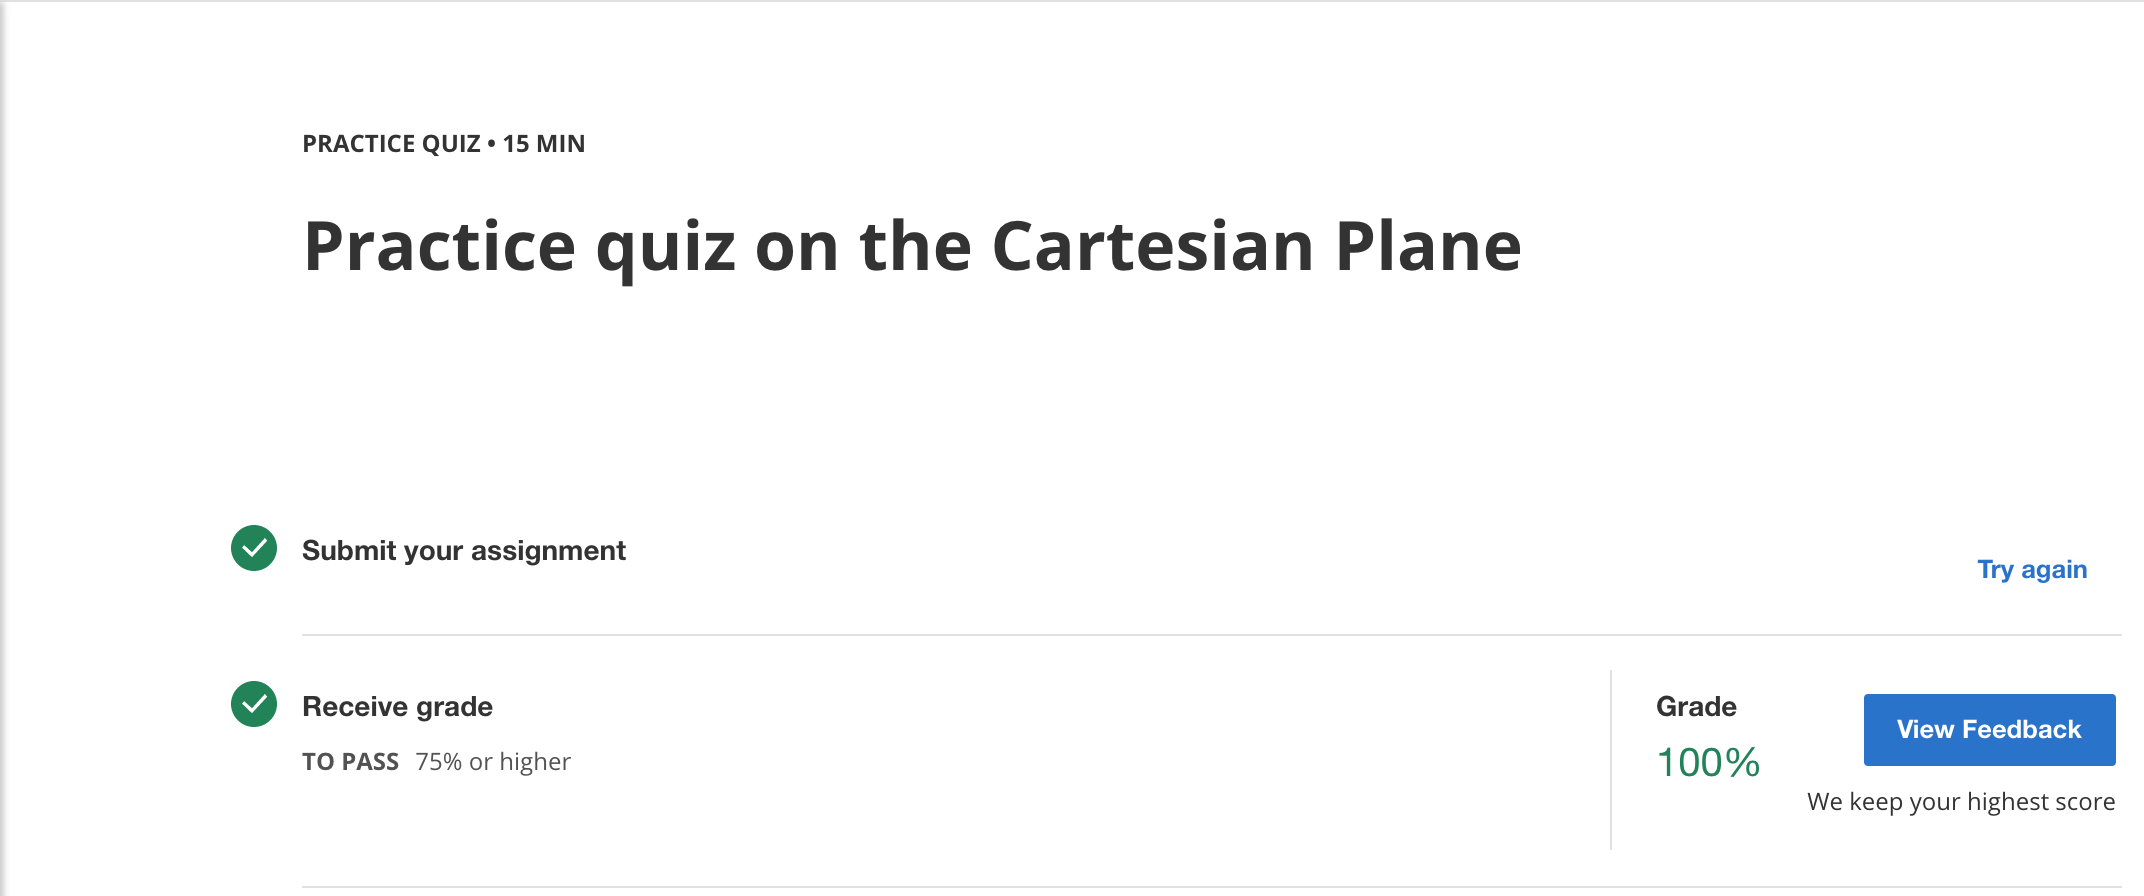 PRACTICE QUIZ • 15 MIN
Practice quiz on the Cartesian Plane
Submit your assignment
Try again
Receive grade
TO PASS 75% or higher
Grade
100%
View Feedback
We keep your highest score